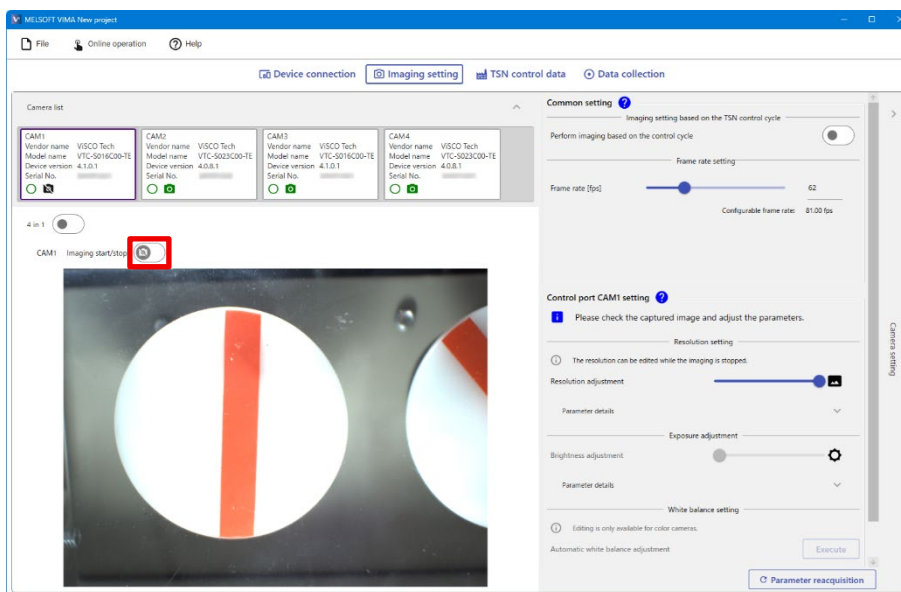 MELSOFT VIMA New project
File Online operation Help
Device connection Imaging setting TSN control data Data collection
Camera list
CAM1
Vendor name ViSCO Tech
Model name VTC-S016C00-TE
Device version 4.1.0.1
Serial No.
CAM2
Vendor name ViSCO Tech
Model name VTC-S023C00-TE
Device version 4.0.8.1
Serial No.
CAM3
Vendor name ViSCO Tech
Model name VTC-S016C00-TE
Device version 4.1.0.1
Serial No.
CAM4
Vendor name ViSCO Tech
Model name VTC-S023C00-TE
Device version 4.0.8.1
Serial No.
4 in 1
CAM1 Imaging start/stop
Common setting
Imaging setting based on the TSN control cycle
Perform imaging based on the control cycle
Frame rate setting
Frame rate [fps] 62
Configurable frame rate: 81.00 fps
Control port CAM1 setting
Please check the captured image and adjust the parameters.
Resolution setting
The resolution can be edited while the imaging is stopped.
Resolution adjustment
Parameter details
Exposure adjustment
Brightness adjustment
Parameter details
White balance setting
Editing is only available for color cameras.
Automatic white balance adjustment Execute
Parameter reacquisition
Camera setting